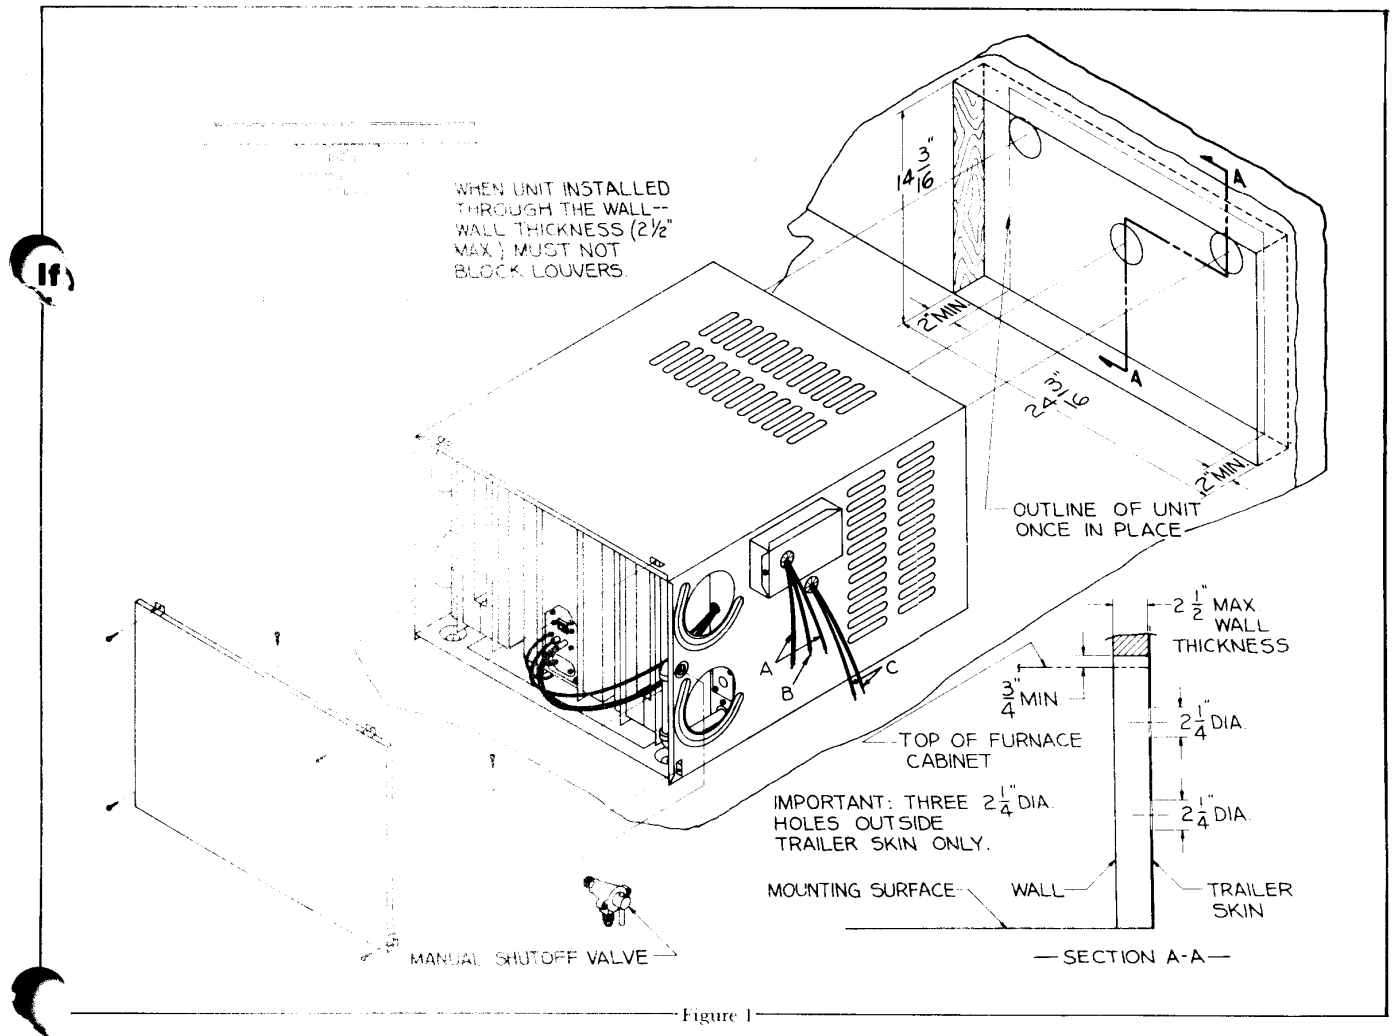 If
WHEN UNIT INSTALLED
THROUGH THE WALL--
WALL THICKNESS (2 1/2"
MAX.) MUST NOT
BLOCK LOUVERS.
14 3/16"
A
2" MIN.
A
24 3/16"
2" MIN.
OUTLINE OF UNIT
ONCE IN PLACE
2 1/2" MAX.
WALL
THICKNESS
A
B
C
3/4 MIN
2 1/4" DIA.
TOP OF FURNACE
CABINET
IMPORTANT: THREE 2 1/4" DIA.
HOLES OUTSIDE
TRAILER SKIN ONLY.
2 1/4" DIA.
MOUNTING SURFACE
WALL
TRAILER
SKIN
MANUAL SHUTOFF VALVE
SECTION A-A
Figure 1